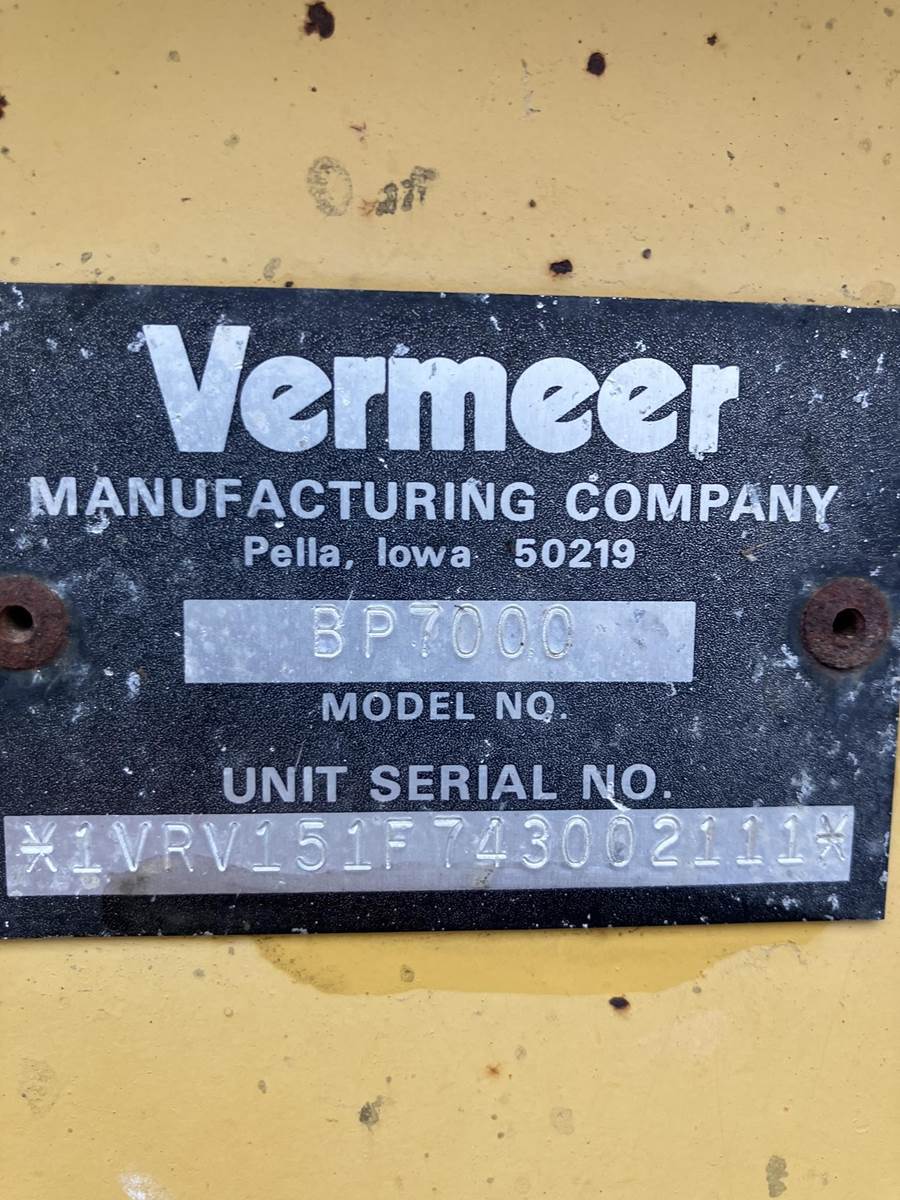 Vermeer
MANUFACTURING COMPANY
Pella, Iowa 50219
BP7000
MODEL NO.
UNIT SERIAL NO.
*1VRV151F743002111*